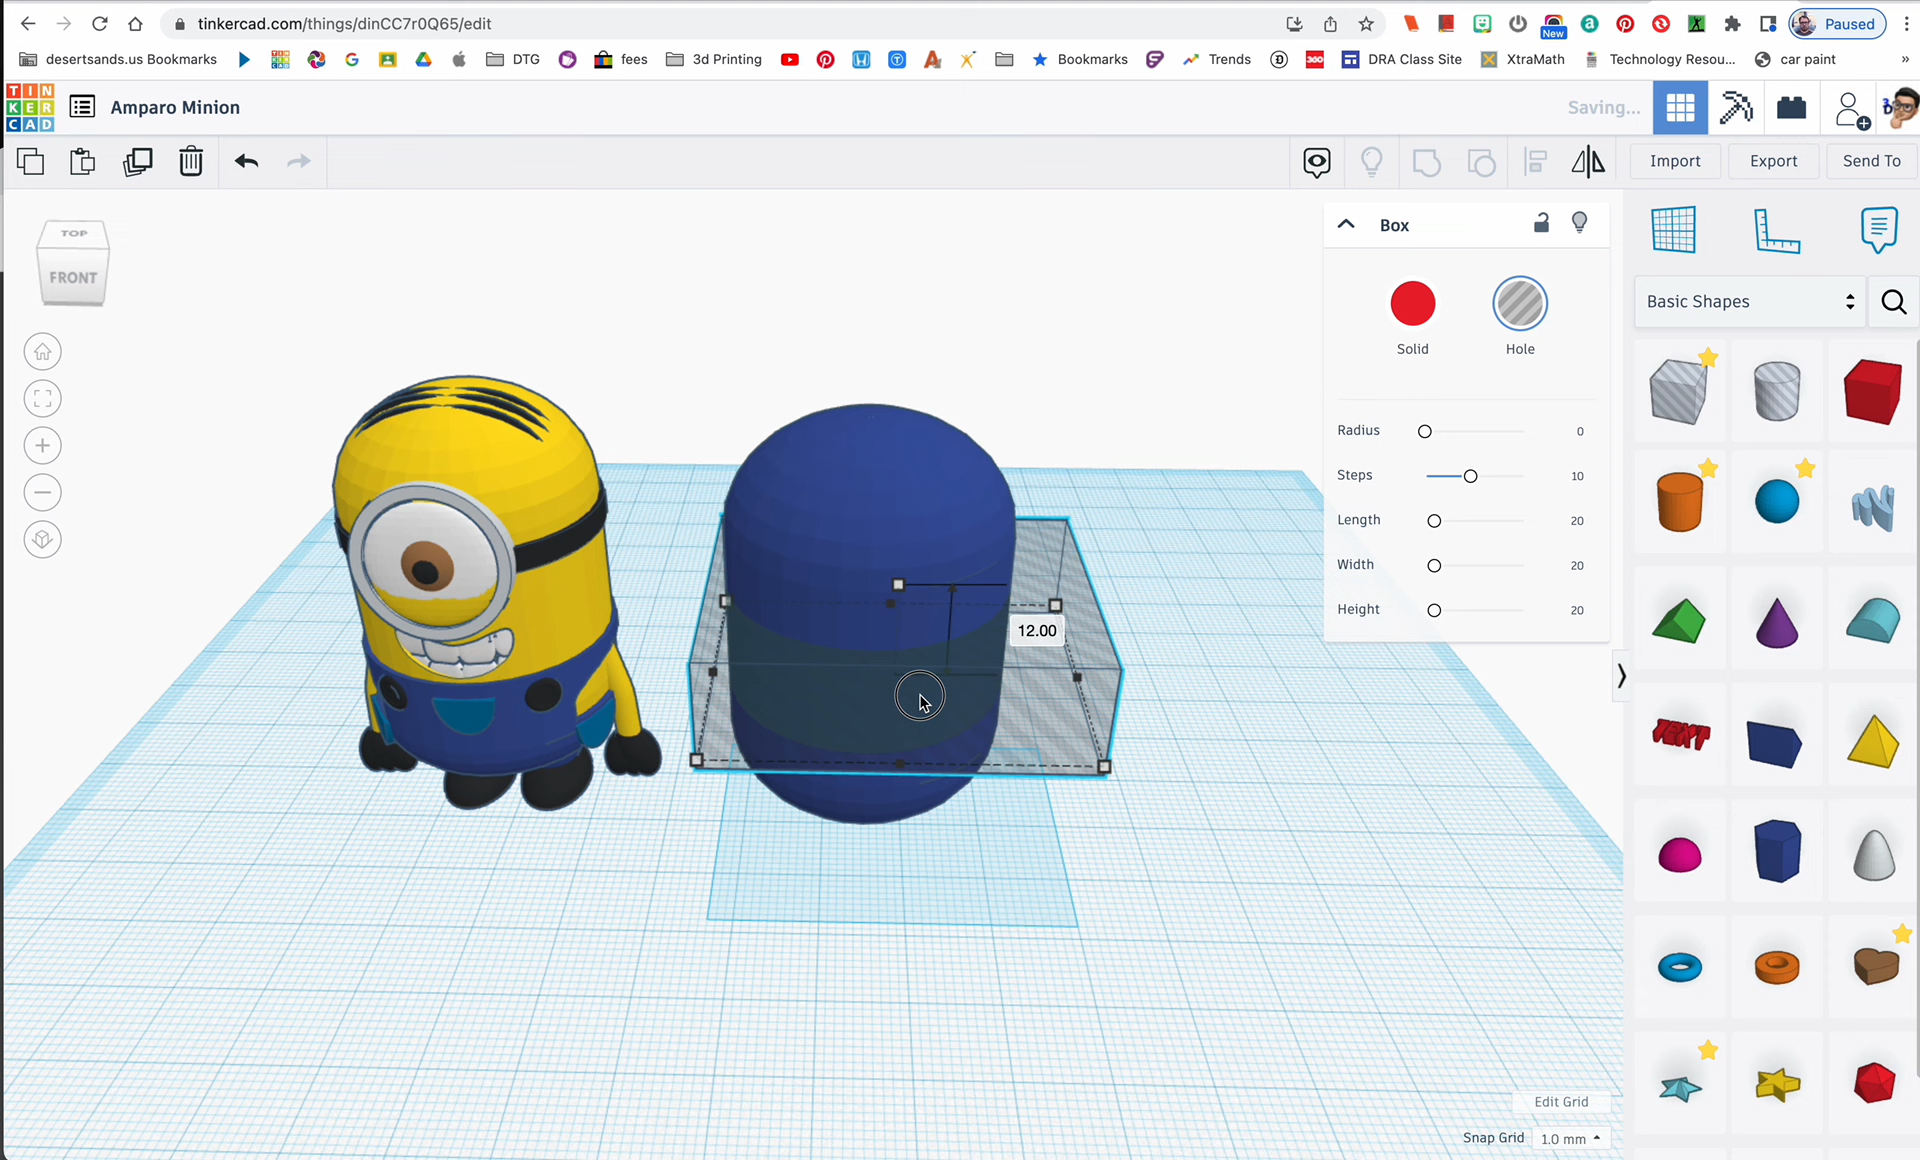 tinkercad.com/things/dinCC7r0Q65/edit
New
Paused
desertsands.us Bookmarks
DTG
fees
3d Printing
Bookmarks
Trends
DRA Class Site
XtraMath
Technology Resou...
car paint
»
TIN
KER
CAD
Amparo Minion
Saving...
Import
Export
Send To
TOP
FRONT
Box
Solid
Hole
Radius 0
Steps 10
Length 20
Width 20
Height 20
Basic Shapes
12.00
TEXT
Edit Grid
Snap Grid 1.0 mm